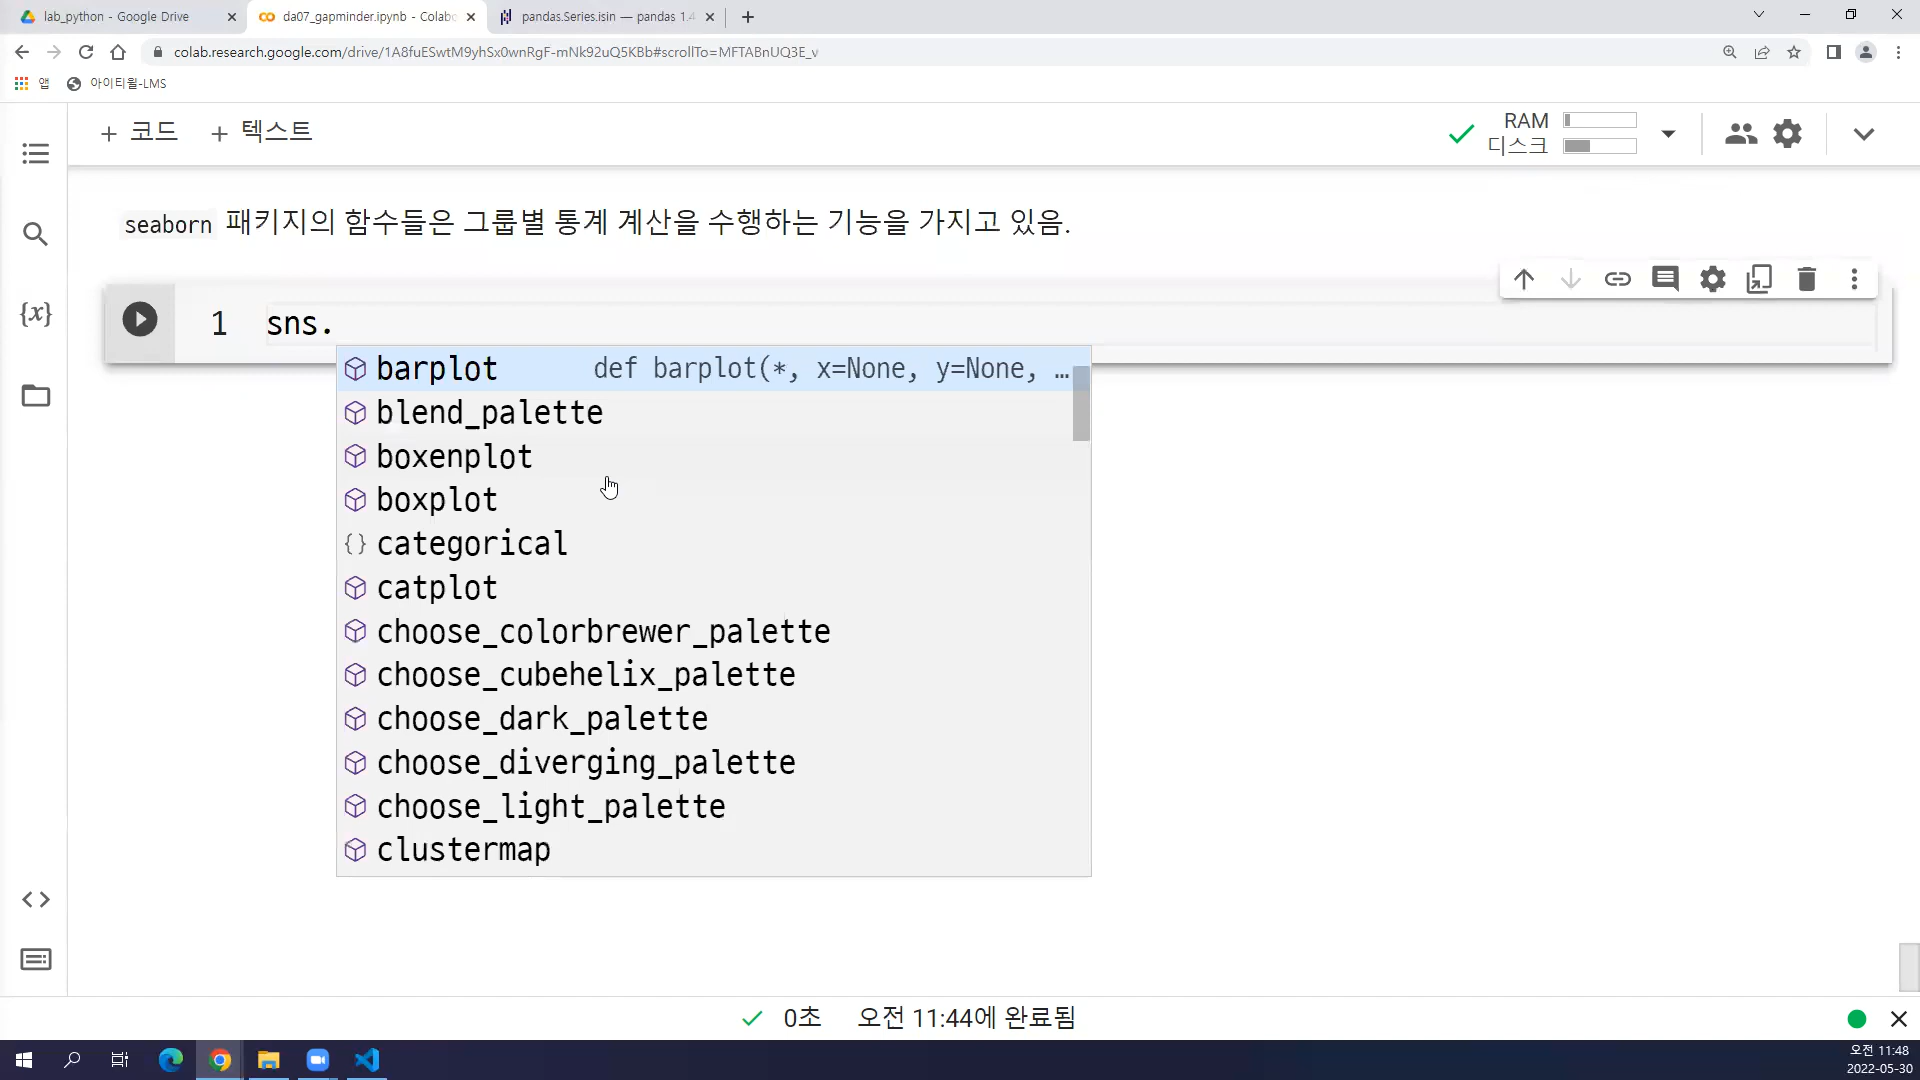 lab_python - Google Drive
da07_gapminder.ipynb - Colabo
pandas.Series.isin — pandas 1.4
colab.research.google.com/drive/1A8fuESwtM9yhSx0wnRgF-mNk92uQ5KBb#scrollTo=MFTABnUQ3E_v
앱
아이티윌-LMS
+ 코드
+ 텍스트
RAM
디스크
seaborn 패키지의 함수들은 그룹별 통계 계산을 수행하는 기능을 가지고 있음.
{x}
1 sns.
barplot def barplot(*, x=None, y=None, …
blend_palette
boxenplot
boxplot
{} categorical
catplot
choose_colorbrewer_palette
choose_cubehelix_palette
choose_dark_palette
choose_diverging_palette
choose_light_palette
clustermap
0초 오전 11:44에 완료됨
오전 11:48
2022-05-30